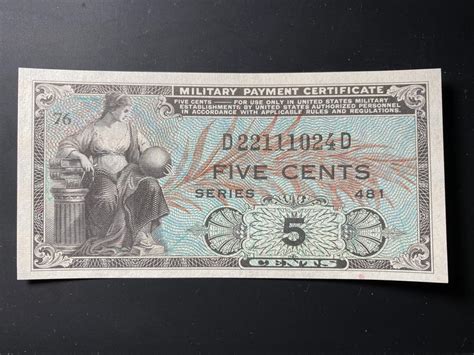 MILITARY PAYMENT CERTIFICATE
FIVE CENTS — FOR USE ONLY IN UNITED STATES MILITARY
ESTABLISHMENTS BY UNITED STATES AUTHORIZED PERSONNEL
IN ACCORDANCE WITH APPLICABLE RULES AND REGULATIONS.
76
D22111024D
FIVE CENTS
SERIES 481
5
CENTS